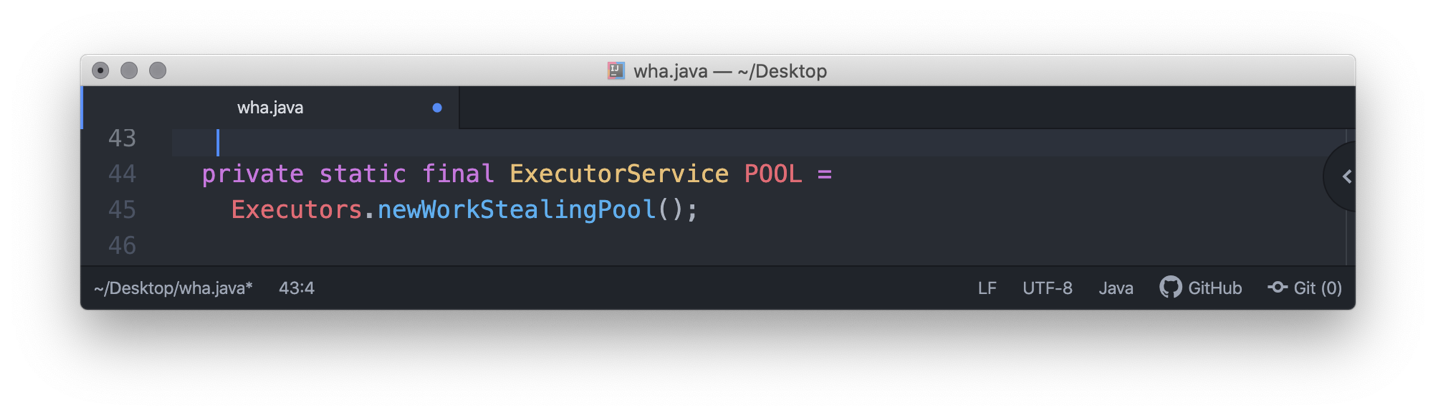 wha.java — ~/Desktop
wha.java
43
44 private static final ExecutorService POOL =
45 Executors.newWorkStealingPool();
46
~/Desktop/wha.java* 43:4 LF UTF-8 Java GitHub Git (0)